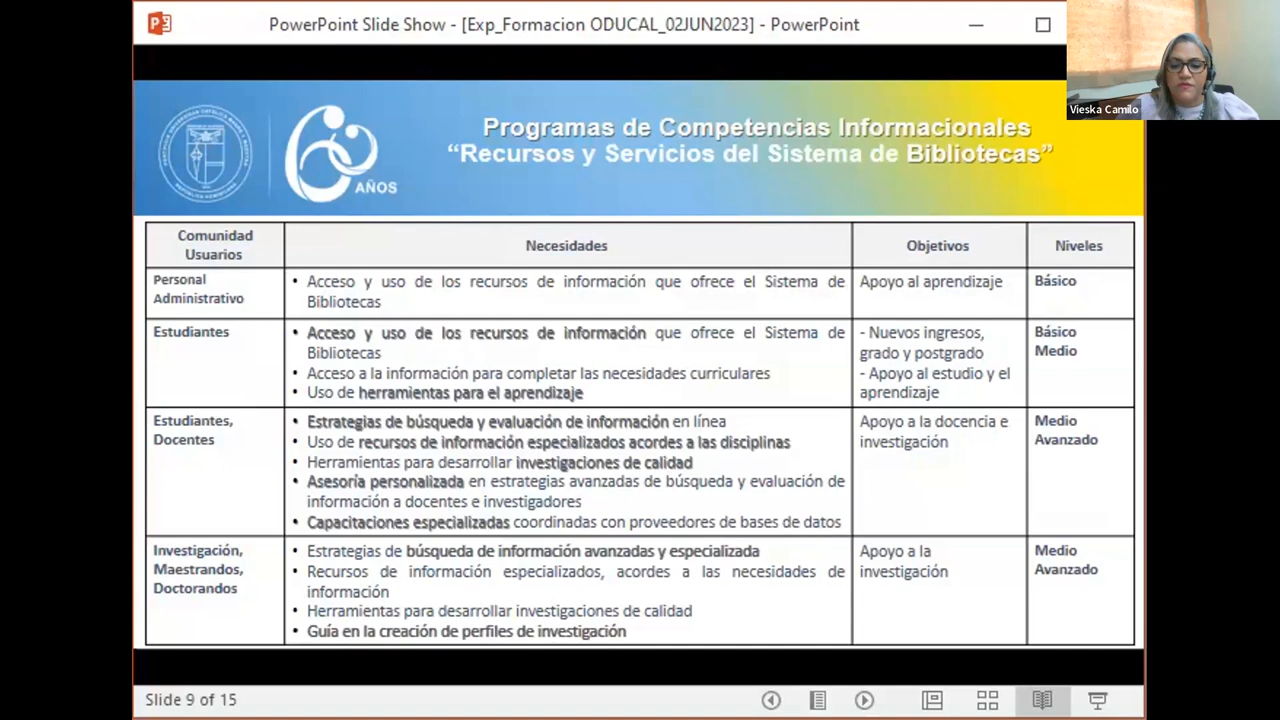 PowerPoint Slide Show - [Exp_Formacion ODUCAL_02JUN2023] - PowerPoint
Vieska Camilo
Programas de Competencias Informacionales
“Recursos y Servicios del Sistema de Bibliotecas”
AÑOS
Comunidad
Usuarios
Necesidades
Objetivos
Niveles
Personal
Administrativo
• Acceso y uso de los recursos de información que ofrece el Sistema de
Bibliotecas
Apoyo al aprendizaje
Básico
Estudiantes
• Acceso y uso de los recursos de información que ofrece el Sistema de
Bibliotecas
• Acceso a la información para completar las necesidades curriculares
• Uso de herramientas para el aprendizaje
- Nuevos ingresos,
grado y postgrado
- Apoyo al estudio y el
aprendizaje
Básico
Medio
Estudiantes,
Docentes
• Estrategias de búsqueda y evaluación de información en línea
• Uso de recursos de información especializados acordes a las disciplinas
• Herramientas para desarrollar investigaciones de calidad
• Asesoría personalizada en estrategias avanzadas de búsqueda y evaluación de
información a docentes e investigadores
• Capacitaciones especializadas coordinadas con proveedores de bases de datos
Apoyo a la docencia e
investigación
Medio
Avanzado
Investigación,
Maestrandos,
Doctorandos
• Estrategias de búsqueda de información avanzadas y especializada
• Recursos de información especializados, acordes a las necesidades de
información
• Herramientas para desarrollar investigaciones de calidad
• Guía en la creación de perfiles de investigación
Apoyo a la
investigación
Medio
Avanzado
Slide 9 of 15